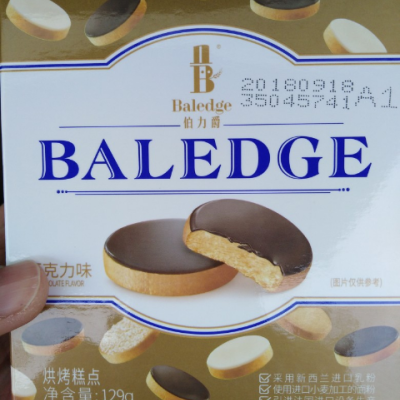 Baledge
伯力爵
20180918
35045741A1
BALEDGE
克力味
LATE FLAVOR
(图片仅供参考)
烘烤糕点
净含量:129g
采用新西兰进口乳粉
使用进口小麦加工的面粉